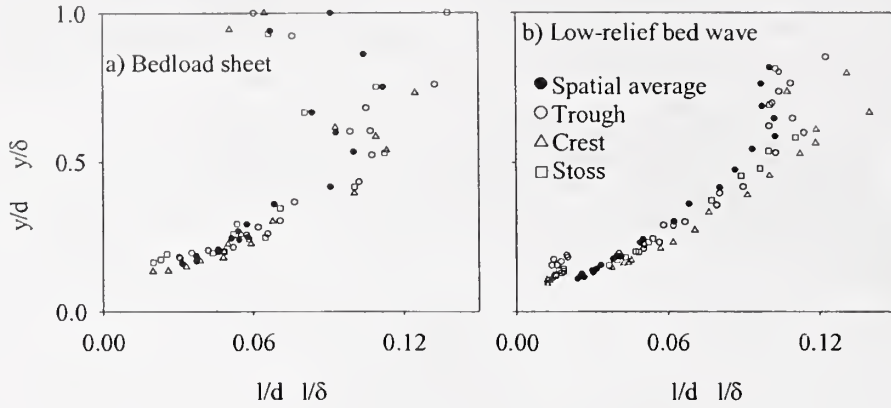 1.0
a) Bedload sheet
0.5
0.0
y/d y/δ
0.00 0.06 0.12
l/d l/δ
b) Low-relief bed wave
Spatial average
Trough
Crest
Stoss
0.00 0.06 0.12
l/d l/δ